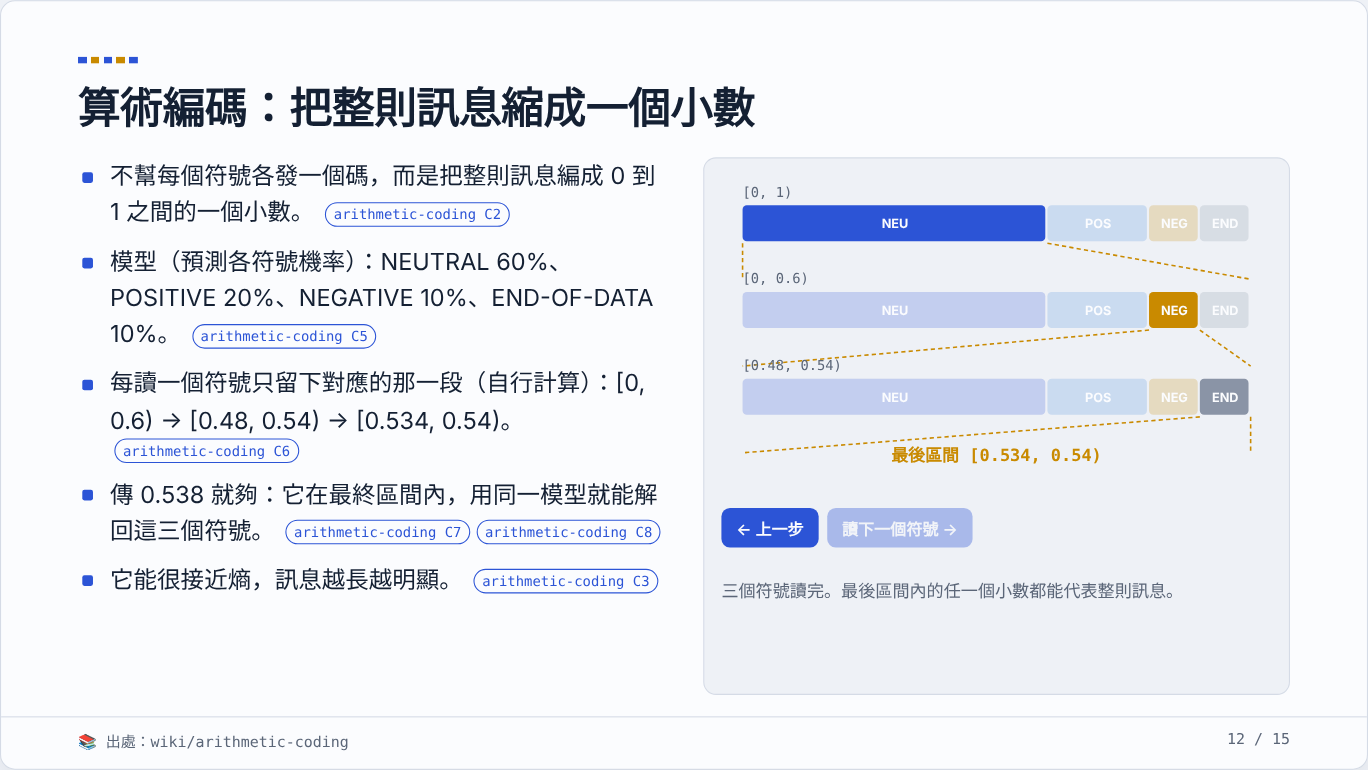 算術編碼：把整則訊息縮成一個小數
不幫每個符號各發一個碼，而是把整則訊息編成 0 到
1 之間的一個小數。 arithmetic-coding C2
模型（預測各符號機率）：NEUTRAL 60%、
POSITIVE 20%、NEGATIVE 10%、END-OF-DATA
10%。 arithmetic-coding C5
每讀一個符號只留下對應的那一段（自行計算）：[0,
0.6) → [0.48, 0.54) → [0.534, 0.54)。
arithmetic-coding C6
傳 0.538 就夠：它在最終區間內，用同一模型就能解
回這三個符號。 arithmetic-coding C7 arithmetic-coding C8
它能很接近熵，訊息越長越明顯。 arithmetic-coding C3
[0, 1)
NEU POS NEG END
[0, 0.6)
NEU POS NEG END
[0.48, 0.54)
NEU POS NEG END
最後區間 [0.534, 0.54)
← 上一步 讀下一個符號 →
三個符號讀完。最後區間內的任一個小數都能代表整則訊息。
出處：wiki/arithmetic-coding
12 / 15